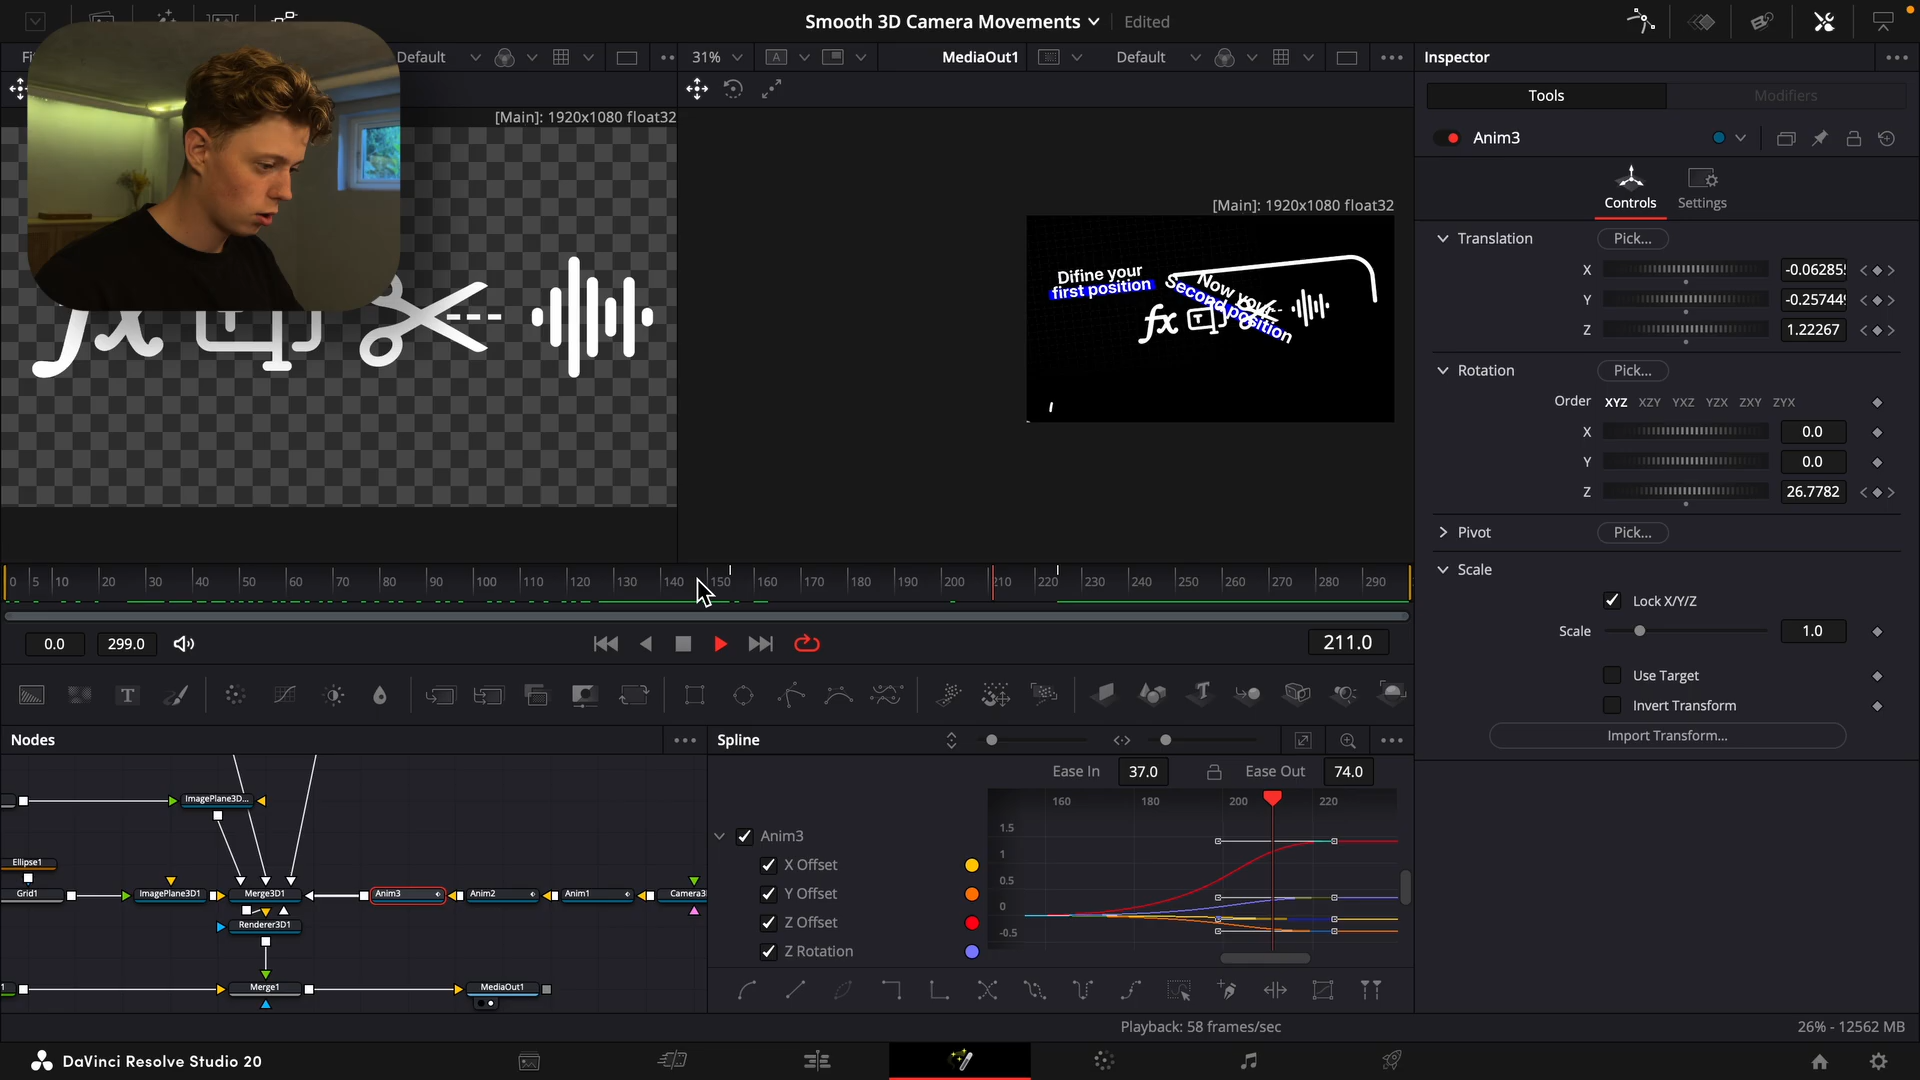 Smooth 3D Camera Movements
Edited
Default
31%
A
MediaOut1
Default
Inspector
Tools
Modifiers
[Main]: 1920x1080 float32
Anim3
Controls
Settings
[Main]: 1920x1080 float32
Difine your
first position
Now your
Second position
fx
T
fx
T
Translation
Pick...
X
Y
Z
1.22267
Rotation
Pick...
Order
XYZ XZY YXZ YZX ZXY ZYX
X
0.0
Y
0.0
Z
26.7782
Pivot
Pick...
Scale
Lock X/Y/Z
Scale
1.0
Use Target
Invert Transform
Import Transform...
0 5 10 20 30 40 50 60 70 80 90 100 110 120 130 140 150 160 170 180 190 200 210 220 230 240 250 260 270 280 290
0.0
299.0
211.0
Nodes
Spline
Ease In
37.0
Ease Out
74.0
160 180 200 220
1.5
1
0.5
0
-0.5
Anim3
X Offset
Y Offset
Z Offset
Z Rotation
ImagePlane3D...
Ellipse1
Grid1
ImagePlane3D1
Merge3D1
Anim3
Anim2
Anim1
Renderer3D1
Merge1
MediaOut1
Playback: 58 frames/sec
26% - 12562 MB
DaVinci Resolve Studio 20